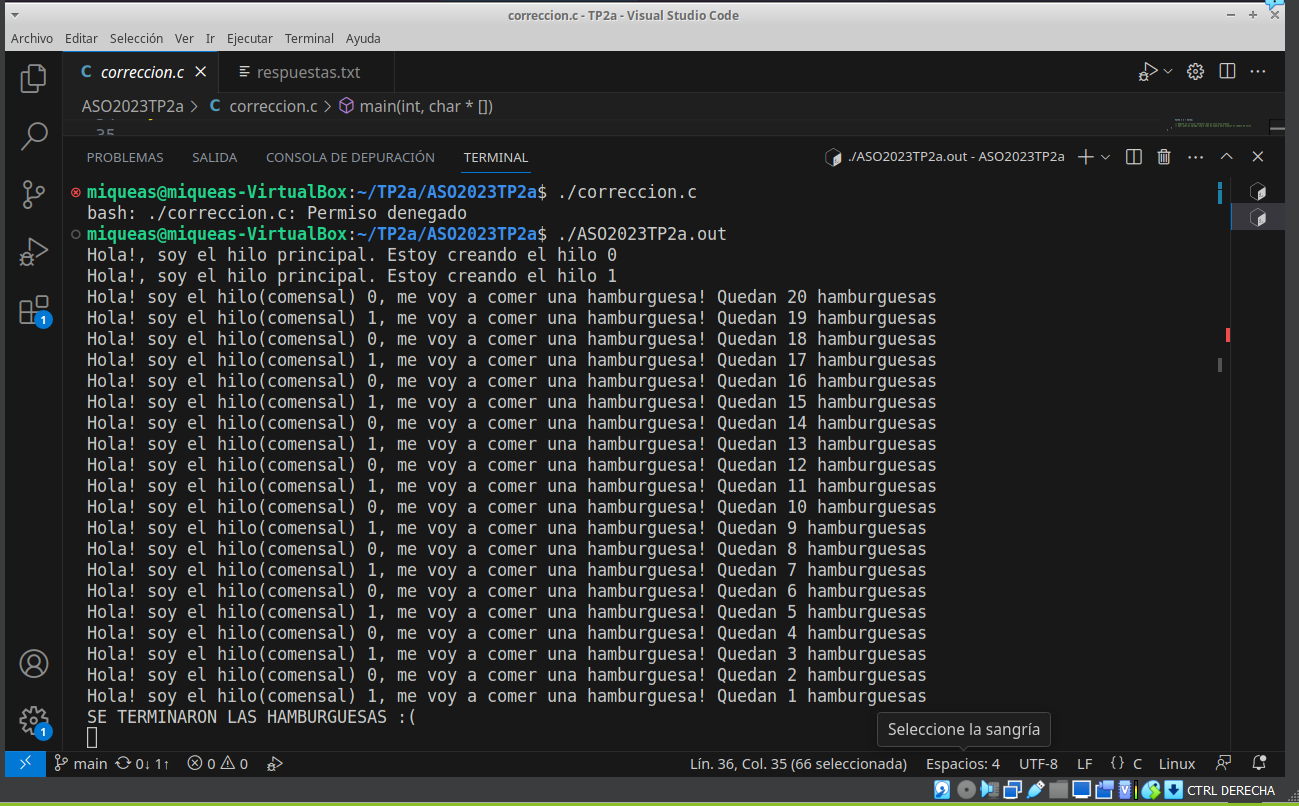 correccion.c - TP2a - Visual Studio Code
Archivo Editar Selección Ver Ir Ejecutar Terminal Ayuda
C correccion.c respuestas.txt
ASO2023TP2a > C correccion.c > main(int, char * [])
35
PROBLEMAS SALIDA CONSOLA DE DEPURACIÓN TERMINAL ./ASO2023TP2a.out - ASO2023TP2a
miqueas@miqueas-VirtualBox:~/TP2a/ASO2023TP2a$ ./correccion.c
bash: ./correccion.c: Permiso denegado
miqueas@miqueas-VirtualBox:~/TP2a/ASO2023TP2a$ ./ASO2023TP2a.out
Hola!, soy el hilo principal. Estoy creando el hilo 0
Hola!, soy el hilo principal. Estoy creando el hilo 1
Hola! soy el hilo(comensal) 0, me voy a comer una hamburguesa! Quedan 20 hamburguesas
Hola! soy el hilo(comensal) 1, me voy a comer una hamburguesa! Quedan 19 hamburguesas
Hola! soy el hilo(comensal) 0, me voy a comer una hamburguesa! Quedan 18 hamburguesas
Hola! soy el hilo(comensal) 1, me voy a comer una hamburguesa! Quedan 17 hamburguesas
Hola! soy el hilo(comensal) 0, me voy a comer una hamburguesa! Quedan 16 hamburguesas
Hola! soy el hilo(comensal) 1, me voy a comer una hamburguesa! Quedan 15 hamburguesas
Hola! soy el hilo(comensal) 0, me voy a comer una hamburguesa! Quedan 14 hamburguesas
Hola! soy el hilo(comensal) 1, me voy a comer una hamburguesa! Quedan 13 hamburguesas
Hola! soy el hilo(comensal) 0, me voy a comer una hamburguesa! Quedan 12 hamburguesas
Hola! soy el hilo(comensal) 1, me voy a comer una hamburguesa! Quedan 11 hamburguesas
Hola! soy el hilo(comensal) 0, me voy a comer una hamburguesa! Quedan 10 hamburguesas
Hola! soy el hilo(comensal) 1, me voy a comer una hamburguesa! Quedan 9 hamburguesas
Hola! soy el hilo(comensal) 0, me voy a comer una hamburguesa! Quedan 8 hamburguesas
Hola! soy el hilo(comensal) 1, me voy a comer una hamburguesa! Quedan 7 hamburguesas
Hola! soy el hilo(comensal) 0, me voy a comer una hamburguesa! Quedan 6 hamburguesas
Hola! soy el hilo(comensal) 1, me voy a comer una hamburguesa! Quedan 5 hamburguesas
Hola! soy el hilo(comensal) 0, me voy a comer una hamburguesa! Quedan 4 hamburguesas
Hola! soy el hilo(comensal) 1, me voy a comer una hamburguesa! Quedan 3 hamburguesas
Hola! soy el hilo(comensal) 0, me voy a comer una hamburguesa! Quedan 2 hamburguesas
Hola! soy el hilo(comensal) 1, me voy a comer una hamburguesa! Quedan 1 hamburguesas
SE TERMINARON LAS HAMBURGUESAS :(
Seleccione la sangría
main 0↓ 1↑ 0 0 Lín. 36, Col. 35 (66 seleccionada) Espacios: 4 UTF-8 LF {} C Linux
CTRL DERECHA